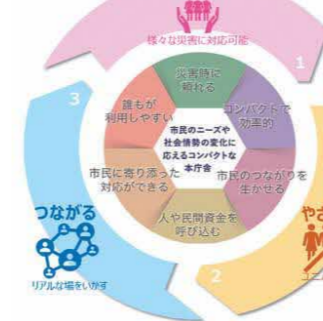 様々な災害に対応可能
1
災害時に
頼れる
3
誰もが
利用しやすい
コンパクトで
効率的
市民のニーズや
社会情勢の変化に
応えるコンパクトな
本庁舎
市民に寄り添った
対応ができる
市民のつながりを
生かせる
人や民間資金を
呼び込む
つながる
リアルな場をいかす
やさ
ユニ
2